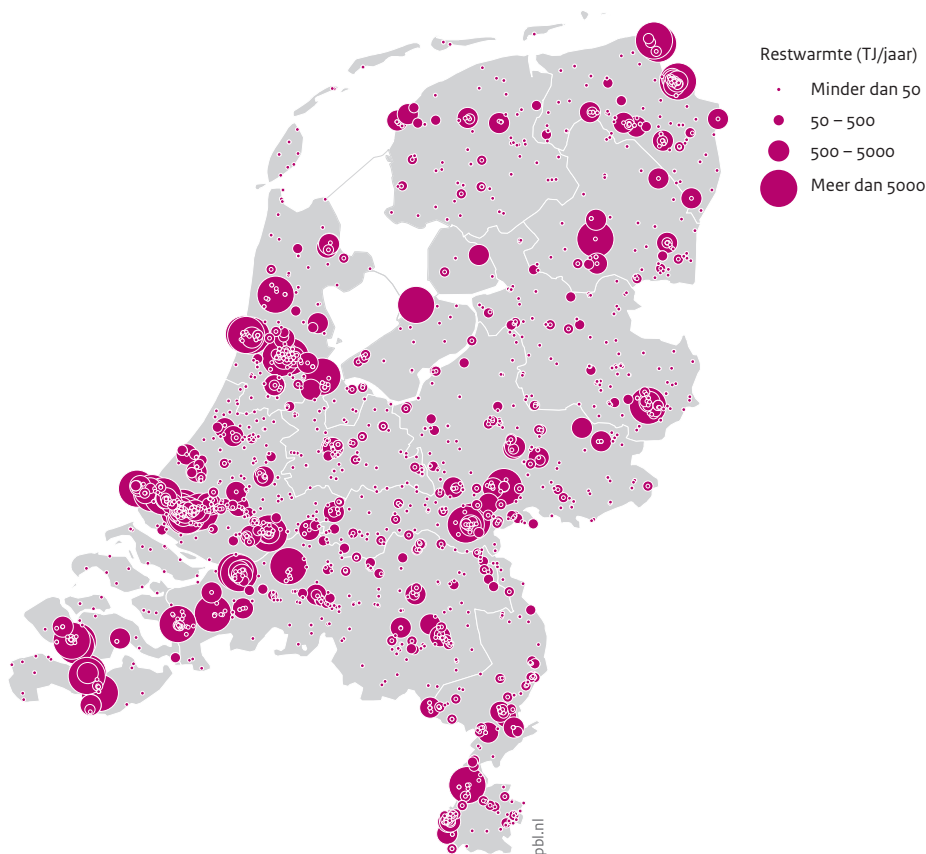 Restwarmte (TJ/jaar)
Minder dan 50
50 – 500
500 – 5000
Meer dan 5000
pbl.nl